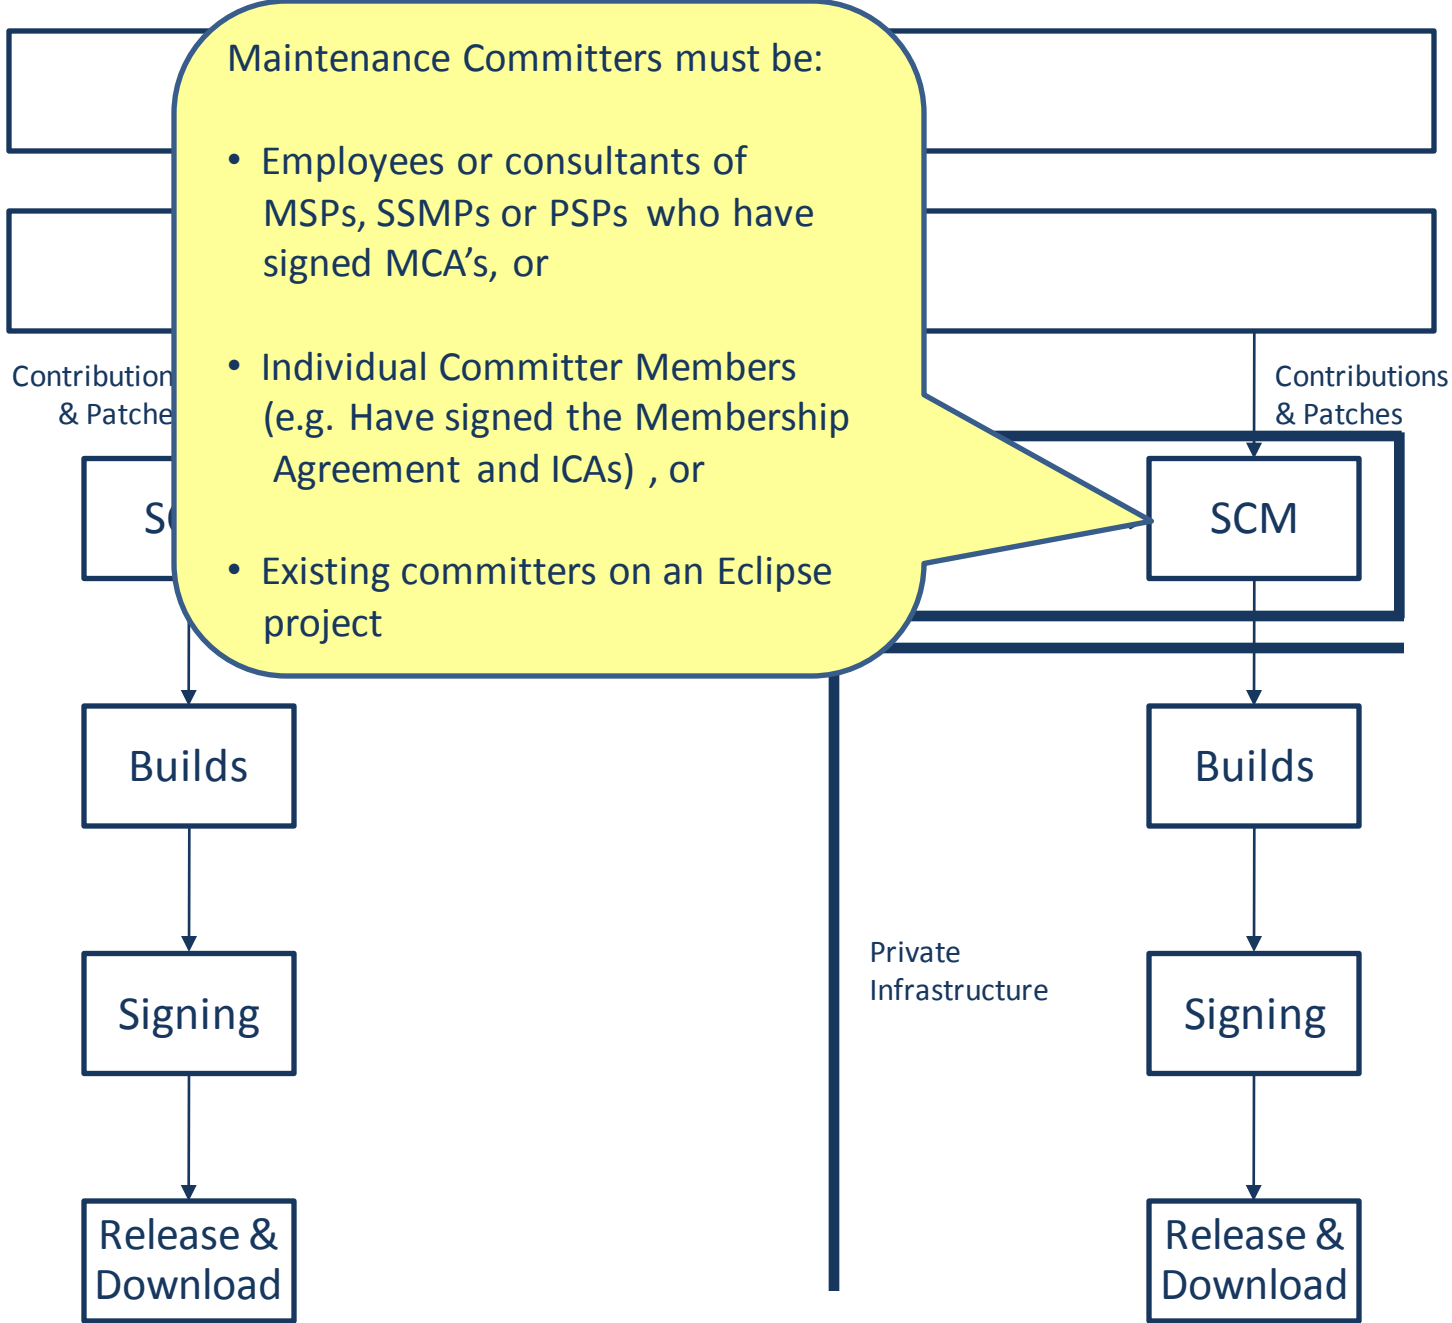 Maintenance Committers must be:
• Employees or consultants of
MSPs, SSMPs or PSPs who have
signed MCA’s, or
• Individual Committer Members
(e.g. Have signed the Membership
Agreement and ICAs) , or
• Existing committers on an Eclipse
project
Contribution
& Patche
Contributions
& Patches
SCM
Builds
Builds
Private
Infrastructure
Signing
Signing
Release &
Download
Release &
Download